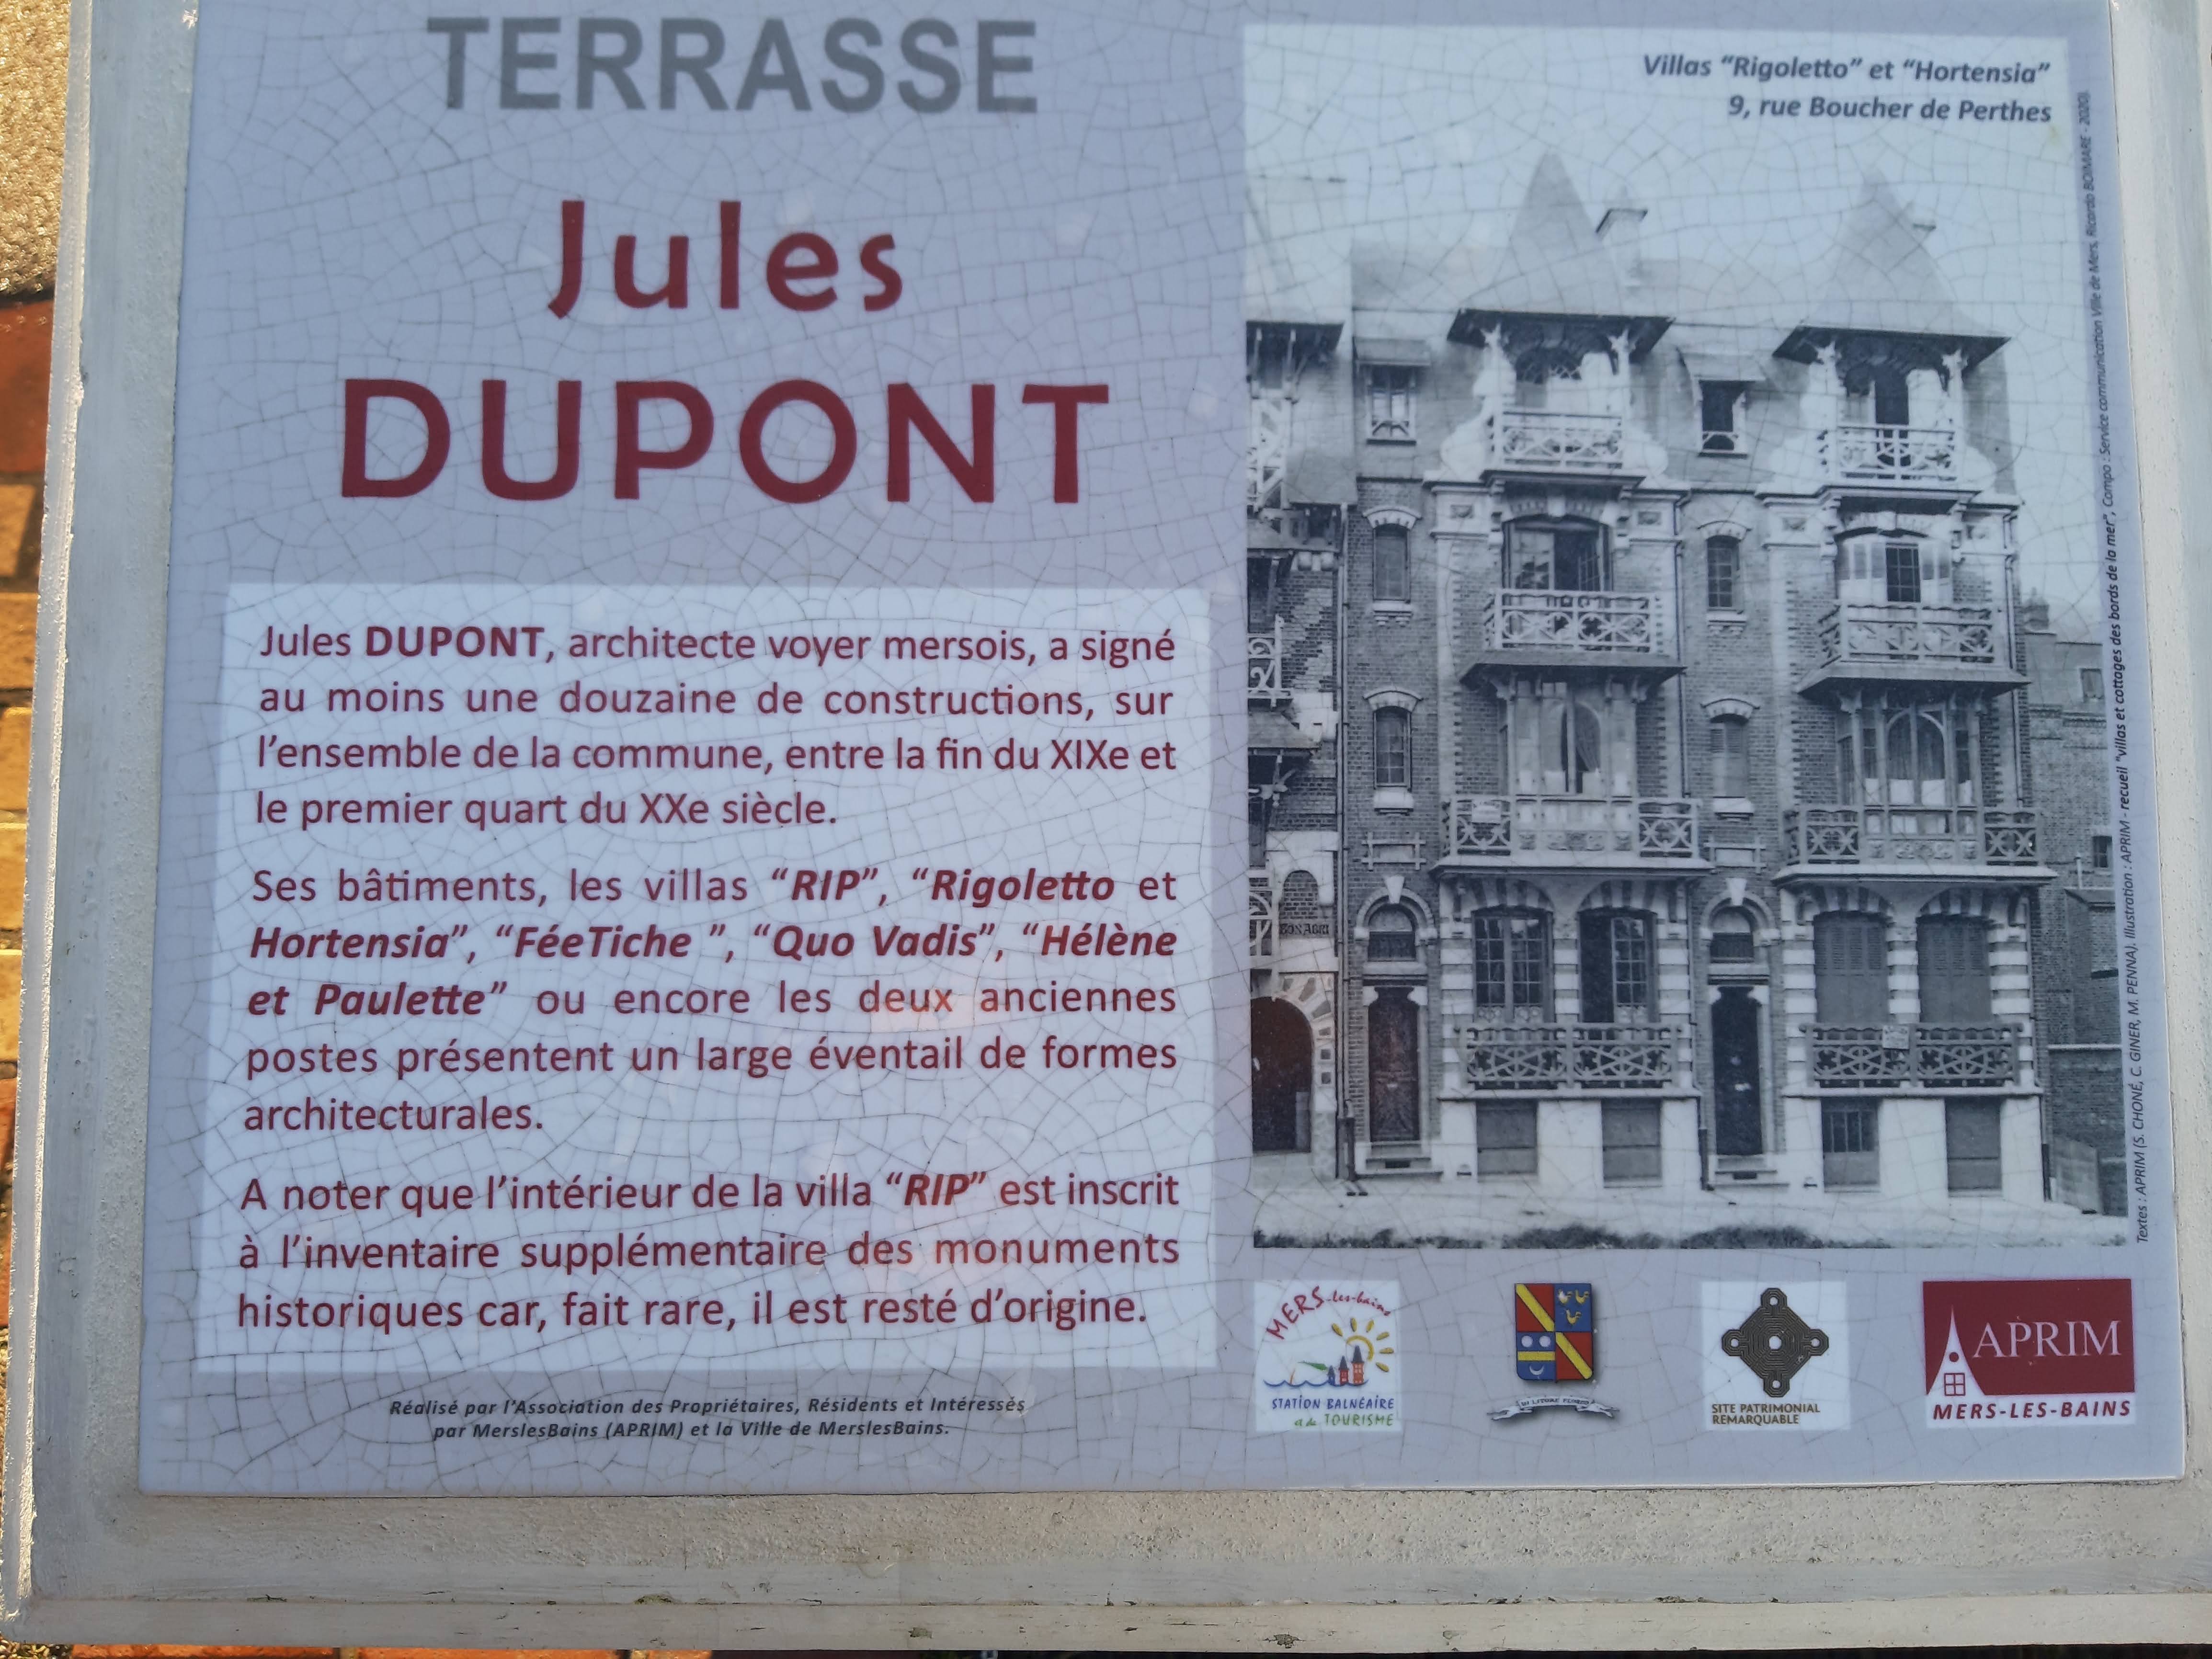 TERRASSE
Jules
DUPONT
Jules DUPONT, architecte voyer mersois, a signé
au moins une douzaine de constructions, sur
l'ensemble de la commune, entre la fin du XIXe et
le premier quart du XXe siècle.
Ses bâtiments, les villas “RIP”, “Rigoletto et
Hortensia”, “FéeTiche ”, “Quo Vadis”, “Hélène
et Paulette” ou encore les deux anciennes
postes présentent un large éventail de formes
architecturales.
A noter que l'intérieur de la villa “RIP” est inscrit
à l'inventaire supplémentaire des monuments
historiques car, fait rare, il est resté d'origine.
Réalisé par l'Association des Propriétaires, Résidents et Intéressés
par MerslesBains (APRIM) et la Ville de MerslesBains.
Villas “Rigoletto” et “Hortensia”
9, rue Boucher de Perthes
Textes : APRIM (S. CHONÉ, C. GINER, M. PENNA). Illustration : APRIM - recueil "villas et cottages des bords de la mer", Compo : Service communication Ville de Mers, Ricardo BOIMARE - 2020)
MERS-les-bains
STATION BALNÉAIRE
et de TOURISME
SITE PATRIMONIAL
REMARQUABLE
APRIM
MERS-LES-BAINS